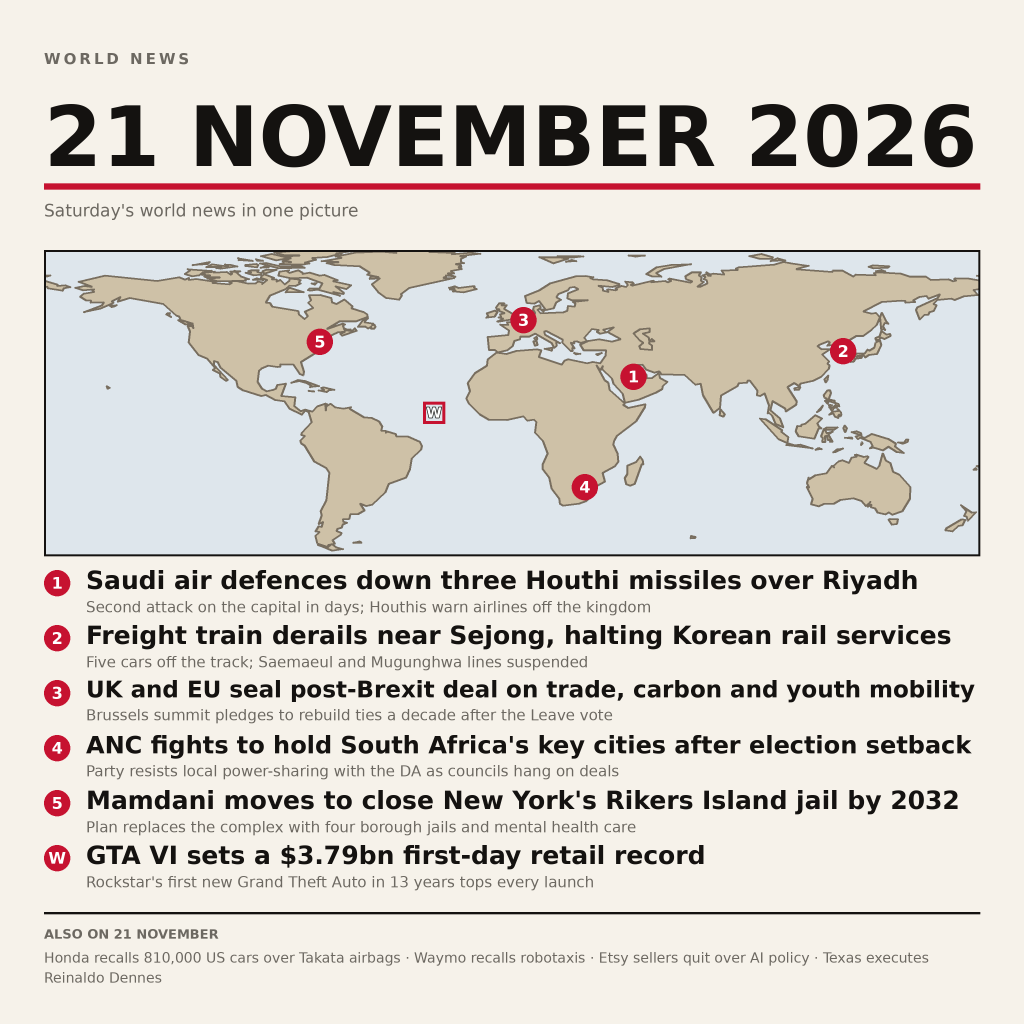 WORLD NEWS
21 NOVEMBER 2026
Saturday's world news in one picture
5
3
2
1
W
4
1 Saudi air defences down three Houthi missiles over Riyadh
Second attack on the capital in days; Houthis warn airlines off the kingdom
2 Freight train derails near Sejong, halting Korean rail services
Five cars off the track; Saemaeul and Mugunghwa lines suspended
3 UK and EU seal post-Brexit deal on trade, carbon and youth mobility
Brussels summit pledges to rebuild ties a decade after the Leave vote
4 ANC fights to hold South Africa's key cities after election setback
Party resists local power-sharing with the DA as councils hang on deals
5 Mamdani moves to close New York's Rikers Island jail by 2032
Plan replaces the complex with four borough jails and mental health care
W GTA VI sets a $3.79bn first-day retail record
Rockstar's first new Grand Theft Auto in 13 years tops every launch
ALSO ON 21 NOVEMBER
Honda recalls 810,000 US cars over Takata airbags · Waymo recalls robotaxis · Etsy sellers quit over AI policy · Texas executes
Reinaldo Dennes